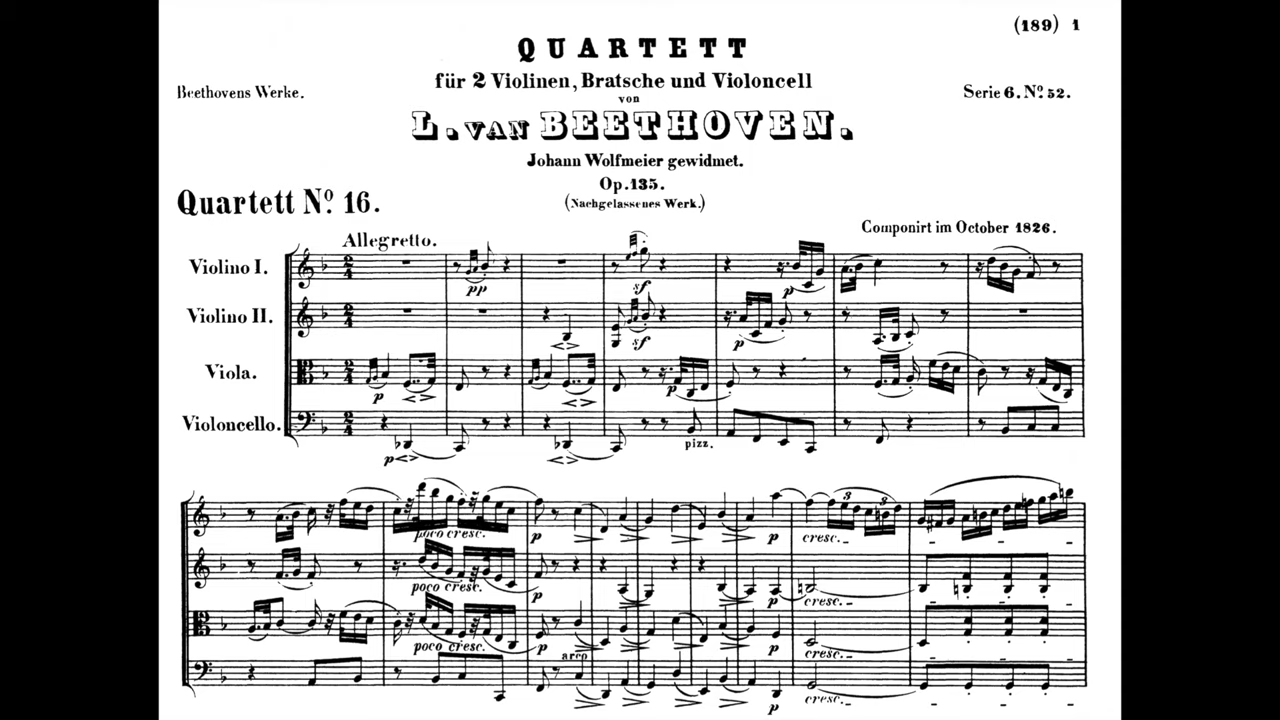 (189) 1
QUARTETT
für 2 Violinen, Bratsche und Violoncell
von
Beethovens Werke.
Serie 6. Nº 52.
L. VAN BEETHOVEN.
Johann Wolfmeier gewidmet.
Op. 135.
(Nachgelassenes Werk.)
Quartett Nº 16.
Componirt im October 1826.
Allegretto.
Violino I.
pp sf p
Violino II.
p sf p
Viola.
p p
Violoncello.
p pizz.
poco cresc. p p cresc.
poco cresc. p p cresc.
poco cresc. p p cresc.
arco p cresc.